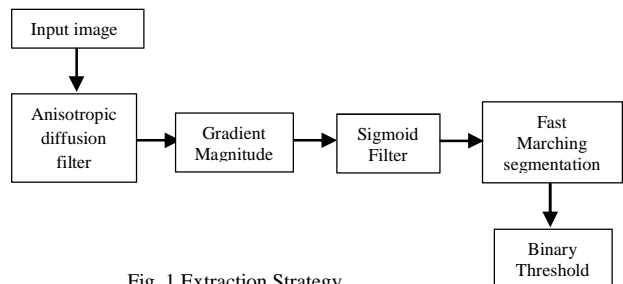 Input image
Anisotropic
diffusion
filter
Gradient
Magnitude
Sigmoid
Filter
Fast
Marching
segmentation
Binary
Threshold
Fig. 1 Extraction Strategy